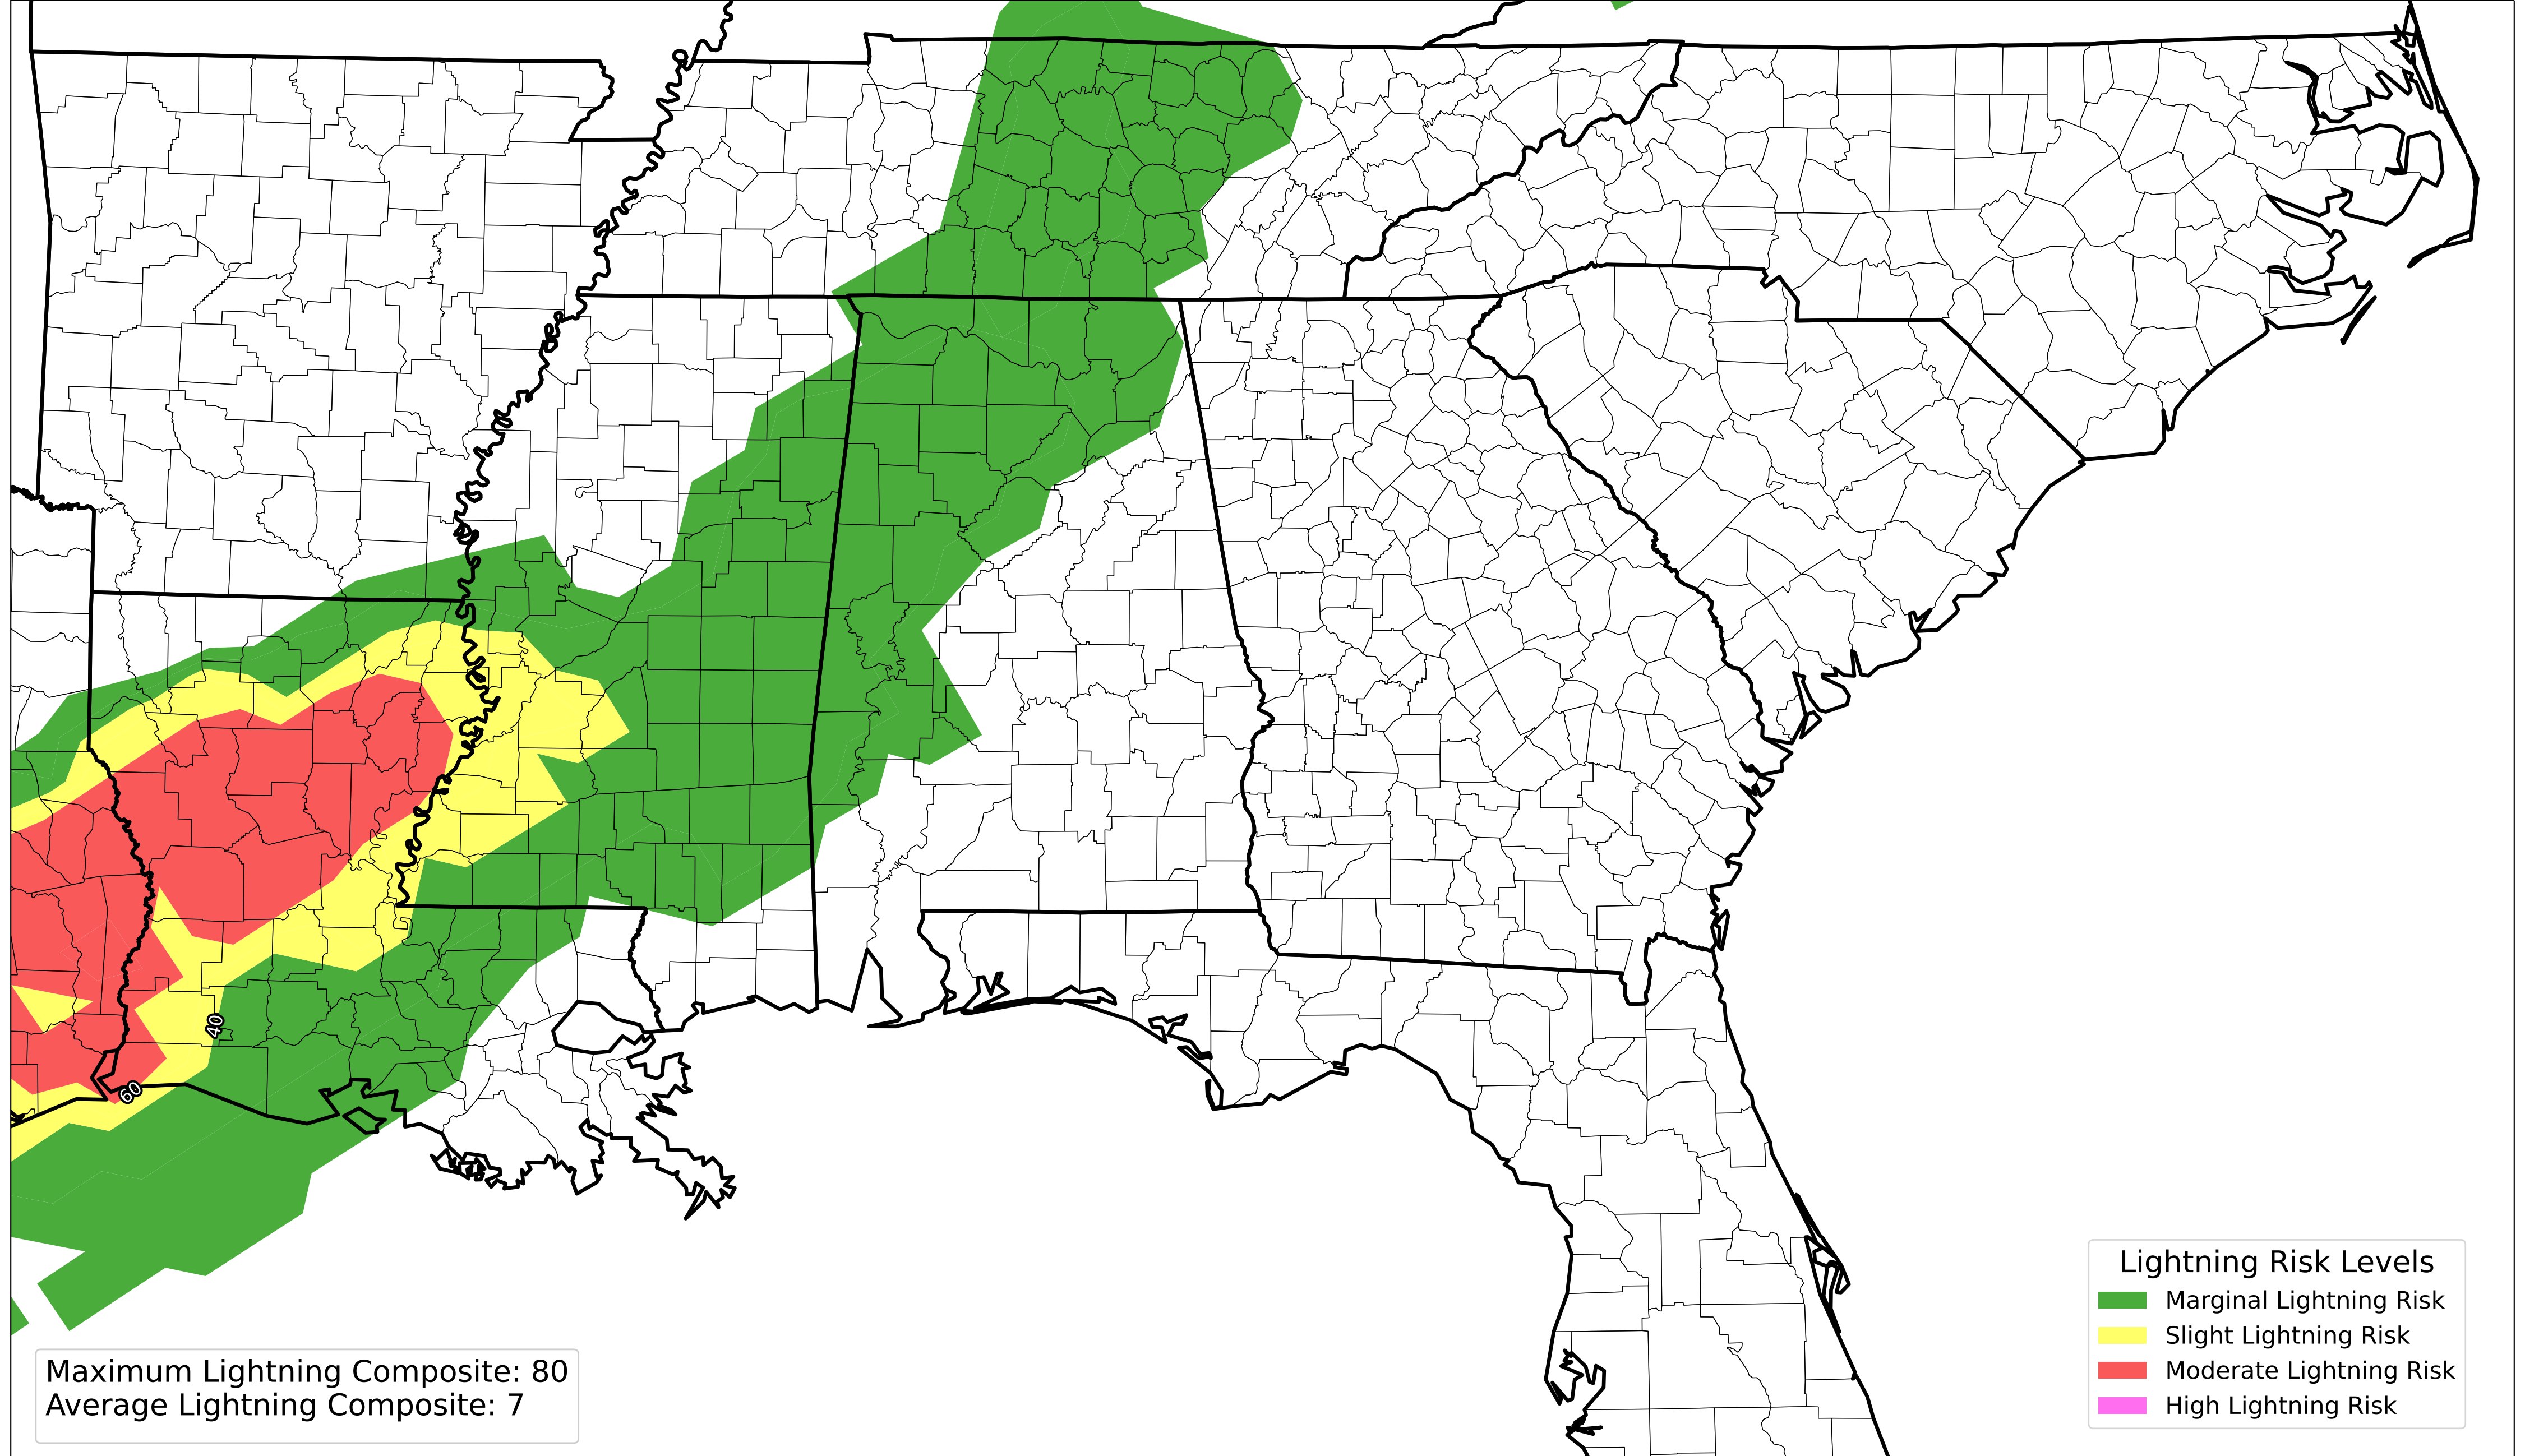 40
60
Maximum Lightning Composite: 80
Average Lightning Composite: 7
Lightning Risk Levels
Marginal Lightning Risk
Slight Lightning Risk
Moderate Lightning Risk
High Lightning Risk